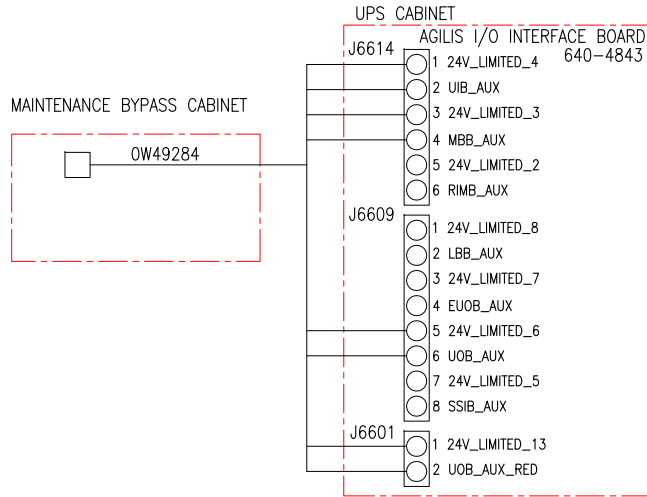 UPS CABINET
AGILIS I/O INTERFACE BOARD
640-4843
J6614
1 24V_LIMITED_4
2 UIB_AUX
3 24V_LIMITED_3
4 MBB_AUX
5 24V_LIMITED_2
6 RIMB_AUX
MAINTENANCE BYPASS CABINET
0W49284
J6609
1 24V_LIMITED_8
2 LBB_AUX
3 24V_LIMITED_7
4 EUOB_AUX
5 24V_LIMITED_6
6 UOB_AUX
7 24V_LIMITED_5
8 SSIB_AUX
J6601
1 24V_LIMITED_13
2 UOB_AUX_RED